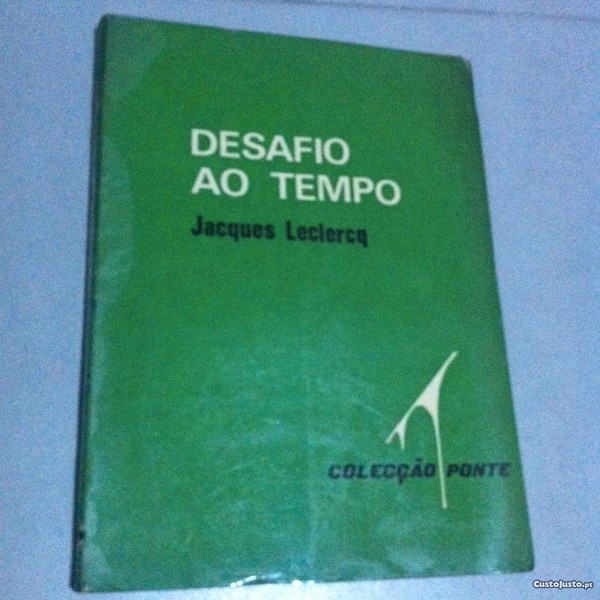 DESAFIO
AO TEMPO
Jacques Leclercq
COLECÇÃO PONTE
CustoJusto.pt